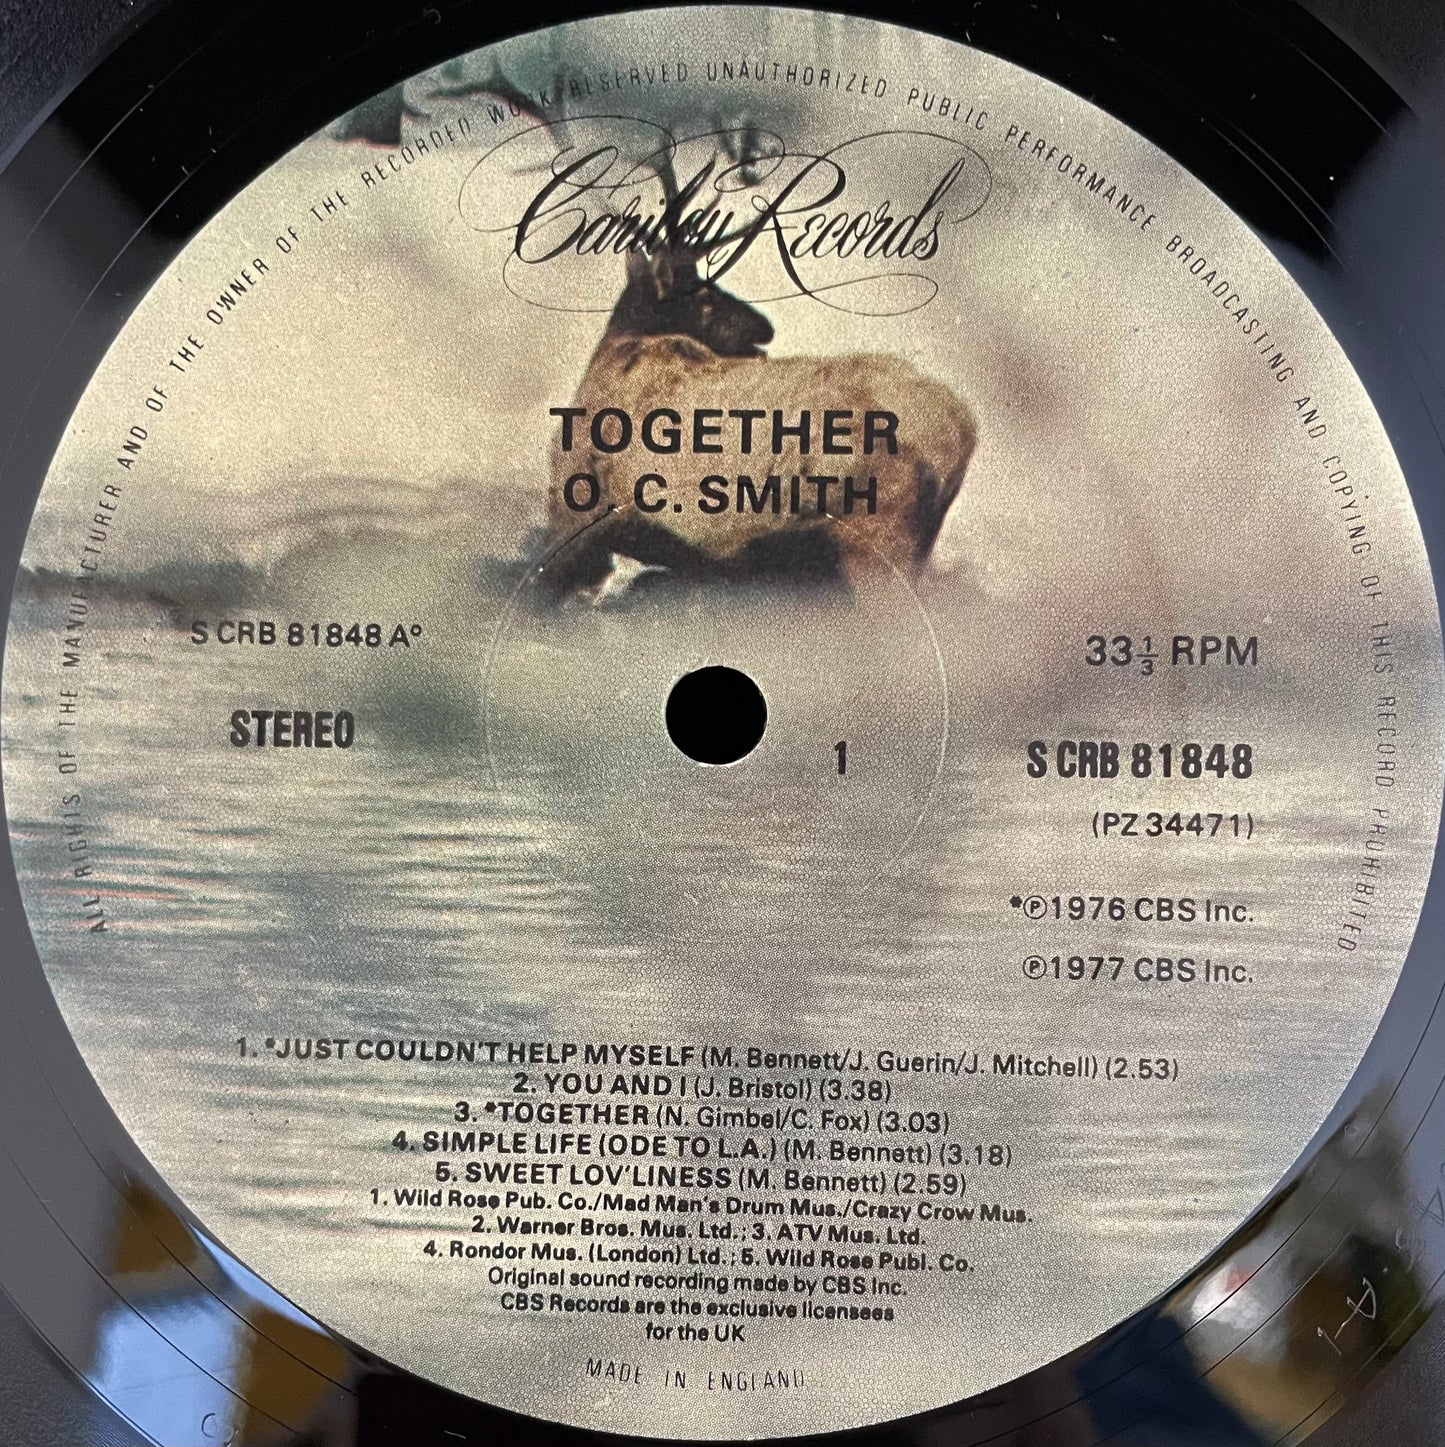 ALL RIGHTS OF THE MANUFACTURER AND OF THE OWNER OF THE RECORDED WORK RESERVED UNAUTHORIZED PUBLIC PERFORMANCE BROADCASTING AND COPYING OF THIS RECORD PROHIBITED
Caribou Records
TOGETHER
O. C. SMITH
S CRB 81848 A°
33⅓ RPM
STEREO
1
S CRB 81848
(PZ 34471)
*℗1976 CBS Inc.
℗1977 CBS Inc.
1. *JUST COULDN'T HELP MYSELF (M. Bennett/J. Guerin/J. Mitchell) (2.53)
2. YOU AND I (J. Bristol) (3.38)
3. *TOGETHER (N. Gimbel/C. Fox) (3.03)
4. SIMPLE LIFE (ODE TO L.A.) (M. Bennett) (3.18)
5. SWEET LOV'LINESS (M. Bennett) (2.59)
1. Wild Rose Pub. Co./Mad Man's Drum Mus./Crazy Crow Mus.
2. Warner Bros. Mus. Ltd.; 3. ATV Mus. Ltd.
4. Rondor Mus. (London) Ltd.; 5. Wild Rose Publ. Co.
Original sound recording made by CBS Inc.
CBS Records are the exclusive licensees
for the UK
MADE IN ENGLAND